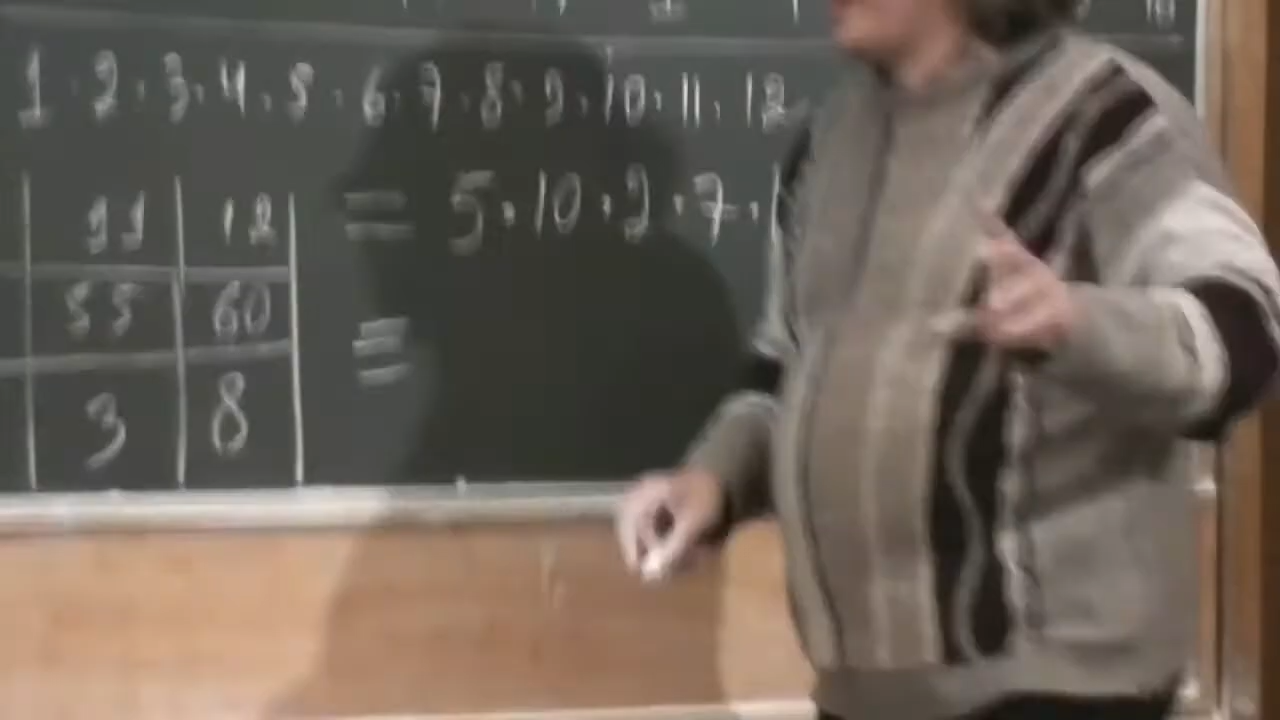 1 · 2 · 3 · 4 · 5 · 6 · 7 · 8 · 9 · 10 · 11 · 12
11 12 = 5 · 10 · 2 · 7 ·
55 60 =
3 8